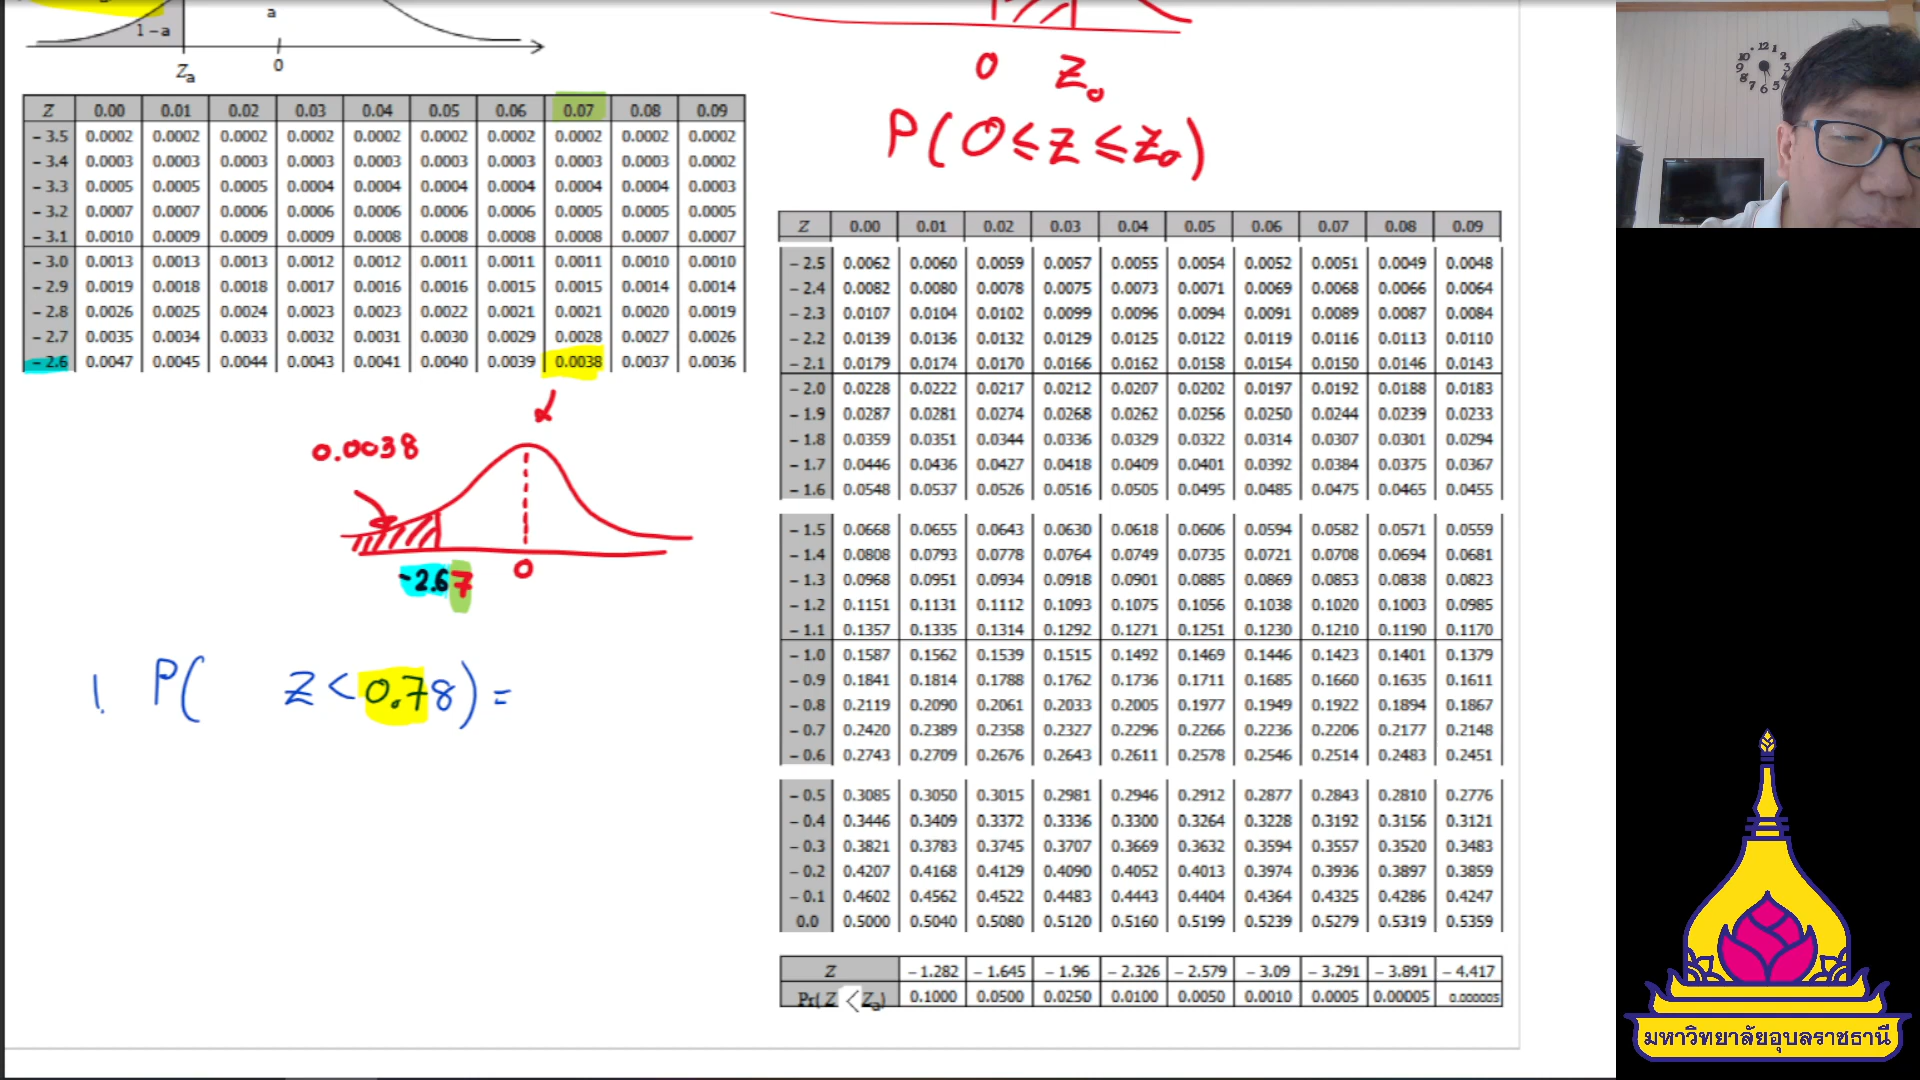 1 - a
a
Za
0
Z 0.00 0.01 0.02 0.03 0.04 0.05 0.06 0.07 0.08 0.09
- 3.5 0.0002 0.0002 0.0002 0.0002 0.0002 0.0002 0.0002 0.0002 0.0002 0.0002
- 3.4 0.0003 0.0003 0.0003 0.0003 0.0003 0.0003 0.0003 0.0003 0.0003 0.0002
- 3.3 0.0005 0.0005 0.0005 0.0004 0.0004 0.0004 0.0004 0.0004 0.0004 0.0003
- 3.2 0.0007 0.0007 0.0006 0.0006 0.0006 0.0006 0.0006 0.0005 0.0005 0.0005
- 3.1 0.0010 0.0009 0.0009 0.0009 0.0008 0.0008 0.0008 0.0008 0.0007 0.0007
- 3.0 0.0013 0.0013 0.0013 0.0012 0.0012 0.0011 0.0011 0.0011 0.0010 0.0010
- 2.9 0.0019 0.0018 0.0018 0.0017 0.0016 0.0016 0.0015 0.0015 0.0014 0.0014
- 2.8 0.0026 0.0025 0.0024 0.0023 0.0023 0.0022 0.0021 0.0021 0.0020 0.0019
- 2.7 0.0035 0.0034 0.0033 0.0032 0.0031 0.0030 0.0029 0.0028 0.0027 0.0026
- 2.6 0.0047 0.0045 0.0044 0.0043 0.0041 0.0040 0.0039 0.0038 0.0037 0.0036
0.0038
-2.67 0
1. P( Z < 0.78) =
0 Z0
P(0 ≤ Z ≤ Z0)
Z 0.00 0.01 0.02 0.03 0.04 0.05 0.06 0.07 0.08 0.09
- 2.5 0.0062 0.0060 0.0059 0.0057 0.0055 0.0054 0.0052 0.0051 0.0049 0.0048
- 2.4 0.0082 0.0080 0.0078 0.0075 0.0073 0.0071 0.0069 0.0068 0.0066 0.0064
- 2.3 0.0107 0.0104 0.0102 0.0099 0.0096 0.0094 0.0091 0.0089 0.0087 0.0084
- 2.2 0.0139 0.0136 0.0132 0.0129 0.0125 0.0122 0.0119 0.0116 0.0113 0.0110
- 2.1 0.0179 0.0174 0.0170 0.0166 0.0162 0.0158 0.0154 0.0150 0.0146 0.0143
- 2.0 0.0228 0.0222 0.0217 0.0212 0.0207 0.0202 0.0197 0.0192 0.0188 0.0183
- 1.9 0.0287 0.0281 0.0274 0.0268 0.0262 0.0256 0.0250 0.0244 0.0239 0.0233
- 1.8 0.0359 0.0351 0.0344 0.0336 0.0329 0.0322 0.0314 0.0307 0.0301 0.0294
- 1.7 0.0446 0.0436 0.0427 0.0418 0.0409 0.0401 0.0392 0.0384 0.0375 0.0367
- 1.6 0.0548 0.0537 0.0526 0.0516 0.0505 0.0495 0.0485 0.0475 0.0465 0.0455
- 1.5 0.0668 0.0655 0.0643 0.0630 0.0618 0.0606 0.0594 0.0582 0.0571 0.0559
- 1.4 0.0808 0.0793 0.0778 0.0764 0.0749 0.0735 0.0721 0.0708 0.0694 0.0681
- 1.3 0.0968 0.0951 0.0934 0.0918 0.0901 0.0885 0.0869 0.0853 0.0838 0.0823
- 1.2 0.1151 0.1131 0.1112 0.1093 0.1075 0.1056 0.1038 0.1020 0.1003 0.0985
- 1.1 0.1357 0.1335 0.1314 0.1292 0.1271 0.1251 0.1230 0.1210 0.1190 0.1170
- 1.0 0.1587 0.1562 0.1539 0.1515 0.1492 0.1469 0.1446 0.1423 0.1401 0.1379
- 0.9 0.1841 0.1814 0.1788 0.1762 0.1736 0.1711 0.1685 0.1660 0.1635 0.1611
- 0.8 0.2119 0.2090 0.2061 0.2033 0.2005 0.1977 0.1949 0.1922 0.1894 0.1867
- 0.7 0.2420 0.2389 0.2358 0.2327 0.2296 0.2266 0.2236 0.2206 0.2177 0.2148
- 0.6 0.2743 0.2709 0.2676 0.2643 0.2611 0.2578 0.2546 0.2514 0.2483 0.2451
- 0.5 0.3085 0.3050 0.3015 0.2981 0.2946 0.2912 0.2877 0.2843 0.2810 0.2776
- 0.4 0.3446 0.3409 0.3372 0.3336 0.3300 0.3264 0.3228 0.3192 0.3156 0.3121
- 0.3 0.3821 0.3783 0.3745 0.3707 0.3669 0.3632 0.3594 0.3557 0.3520 0.3483
- 0.2 0.4207 0.4168 0.4129 0.4090 0.4052 0.4013 0.3974 0.3936 0.3897 0.3859
- 0.1 0.4602 0.4562 0.4522 0.4483 0.4443 0.4404 0.4364 0.4325 0.4286 0.4247
0.0 0.5000 0.5040 0.5080 0.5120 0.5160 0.5199 0.5239 0.5279 0.5319 0.5359
Z - 1.282 - 1.645 - 1.96 - 2.326 - 2.579 - 3.09 - 3.291 - 3.891 - 4.417
Pr( Z < Za) 0.1000 0.0500 0.0250 0.0100 0.0050 0.0010 0.0005 0.00005 0.000005
มหาวิทยาลัยอุบลราชธานี